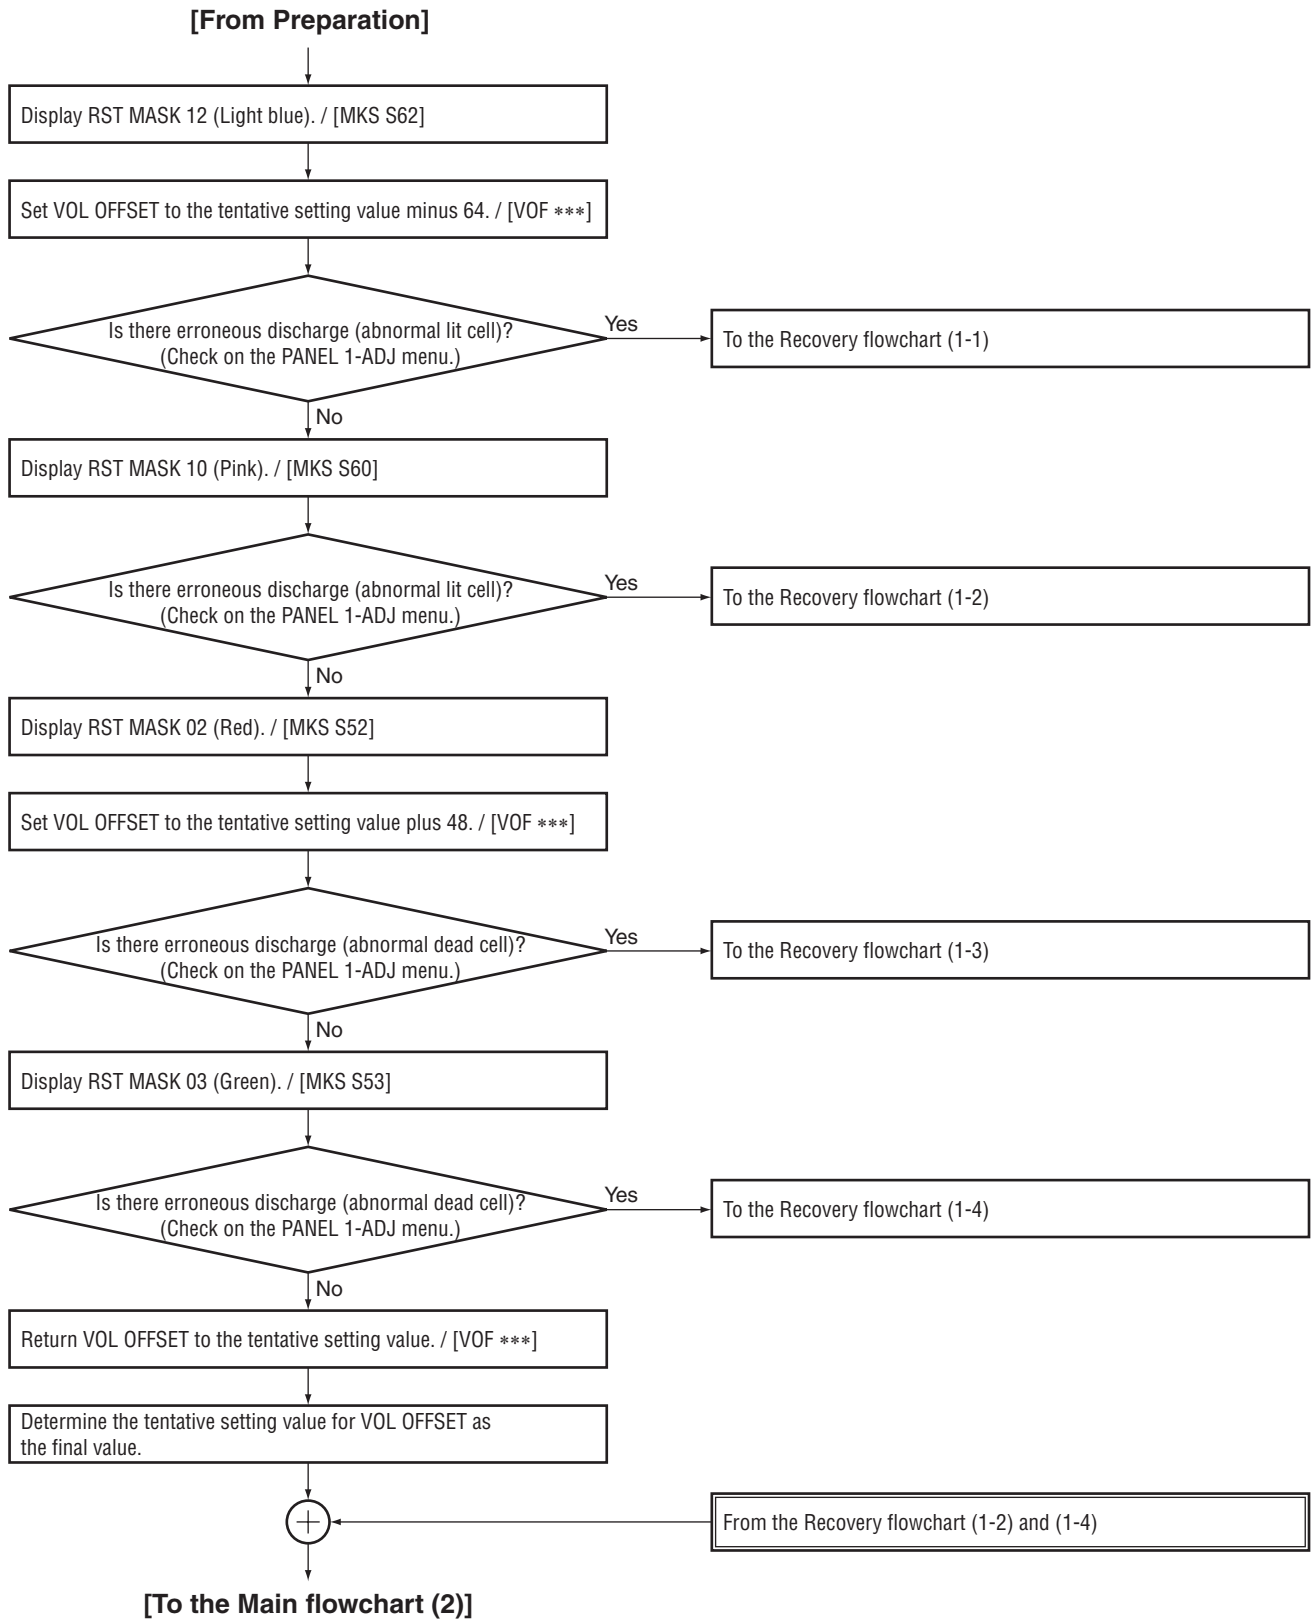 [From Preparation]
Display RST MASK 12 (Light blue). / [MKS S62]
Set VOL OFFSET to the tentative setting value minus 64. / [VOF ***]
Is there erroneous discharge (abnormal lit cell)?
(Check on the PANEL 1-ADJ menu.)
Yes
To the Recovery flowchart (1-1)
No
Display RST MASK 10 (Pink). / [MKS S60]
Is there erroneous discharge (abnormal lit cell)?
(Check on the PANEL 1-ADJ menu.)
Yes
To the Recovery flowchart (1-2)
No
Display RST MASK 02 (Red). / [MKS S52]
Set VOL OFFSET to the tentative setting value plus 48. / [VOF ***]
Is there erroneous discharge (abnormal dead cell)?
(Check on the PANEL 1-ADJ menu.)
Yes
To the Recovery flowchart (1-3)
No
Display RST MASK 03 (Green). / [MKS S53]
Is there erroneous discharge (abnormal dead cell)?
(Check on the PANEL 1-ADJ menu.)
Yes
To the Recovery flowchart (1-4)
No
Return VOL OFFSET to the tentative setting value. / [VOF ***]
Determine the tentative setting value for VOL OFFSET as
the final value.
From the Recovery flowchart (1-2) and (1-4)
[To the Main flowchart (2)]